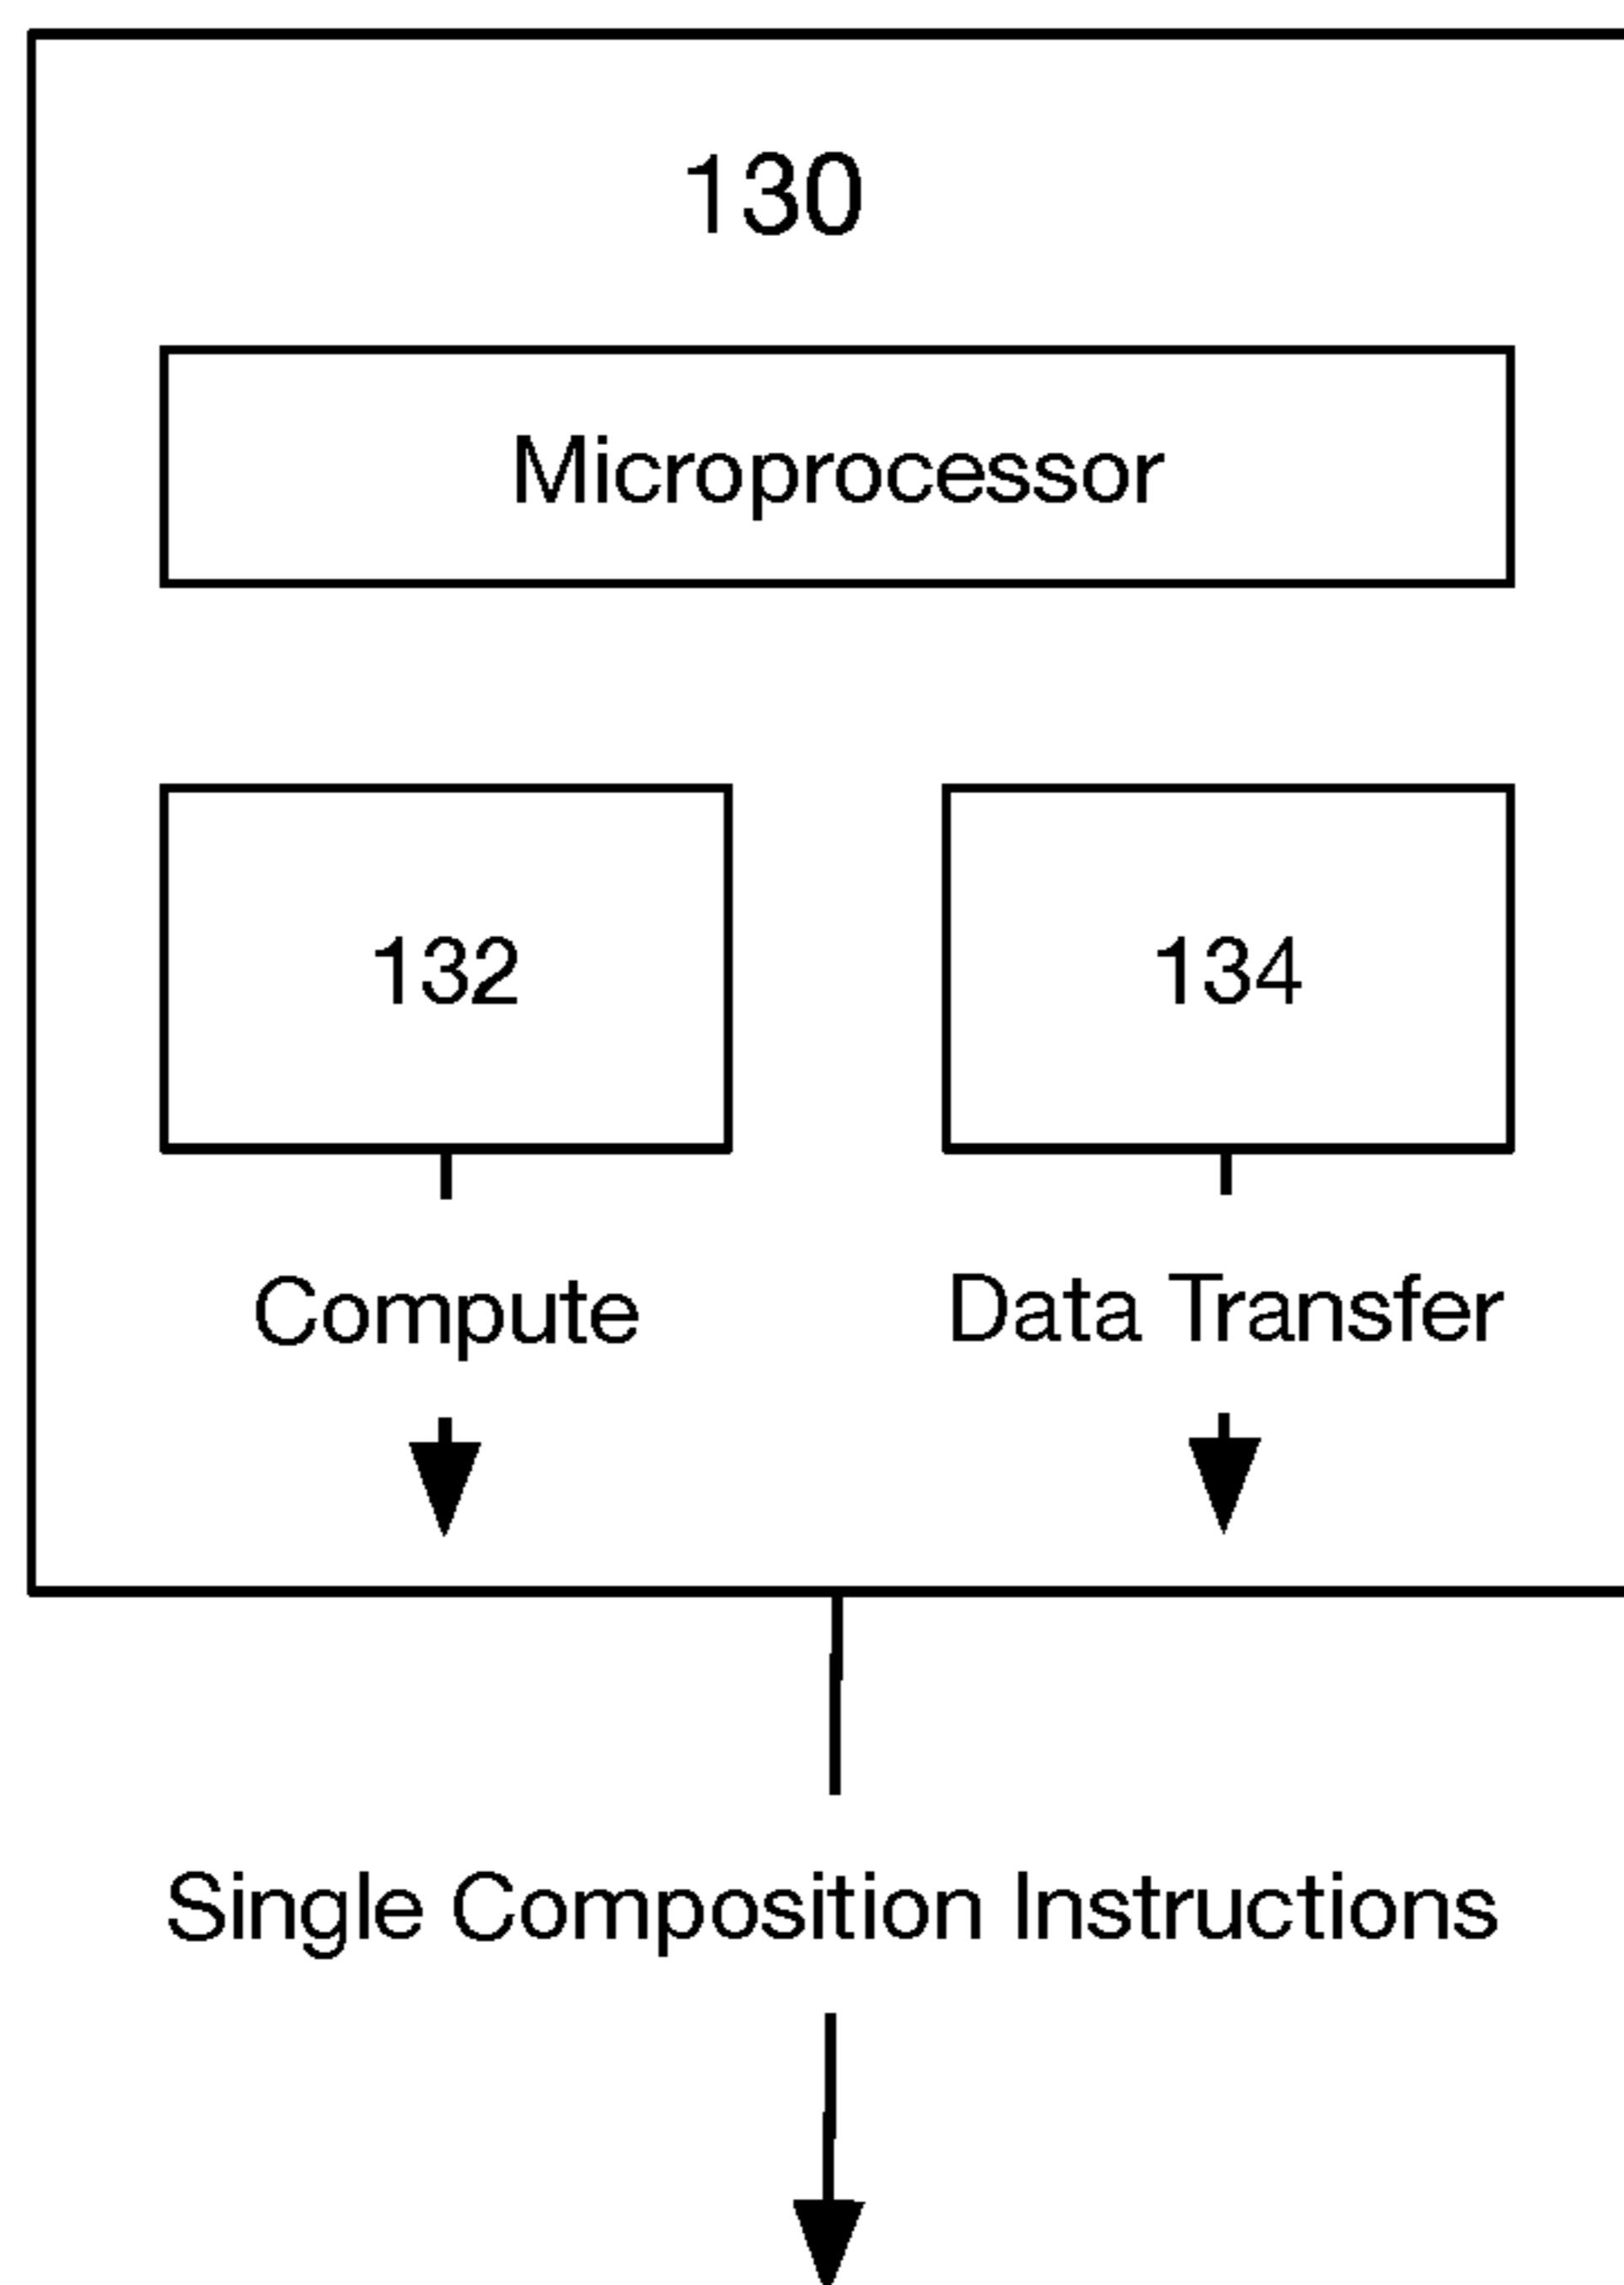 130
Microprocessor
132 134
Compute Data Transfer
Single Composition Instructions